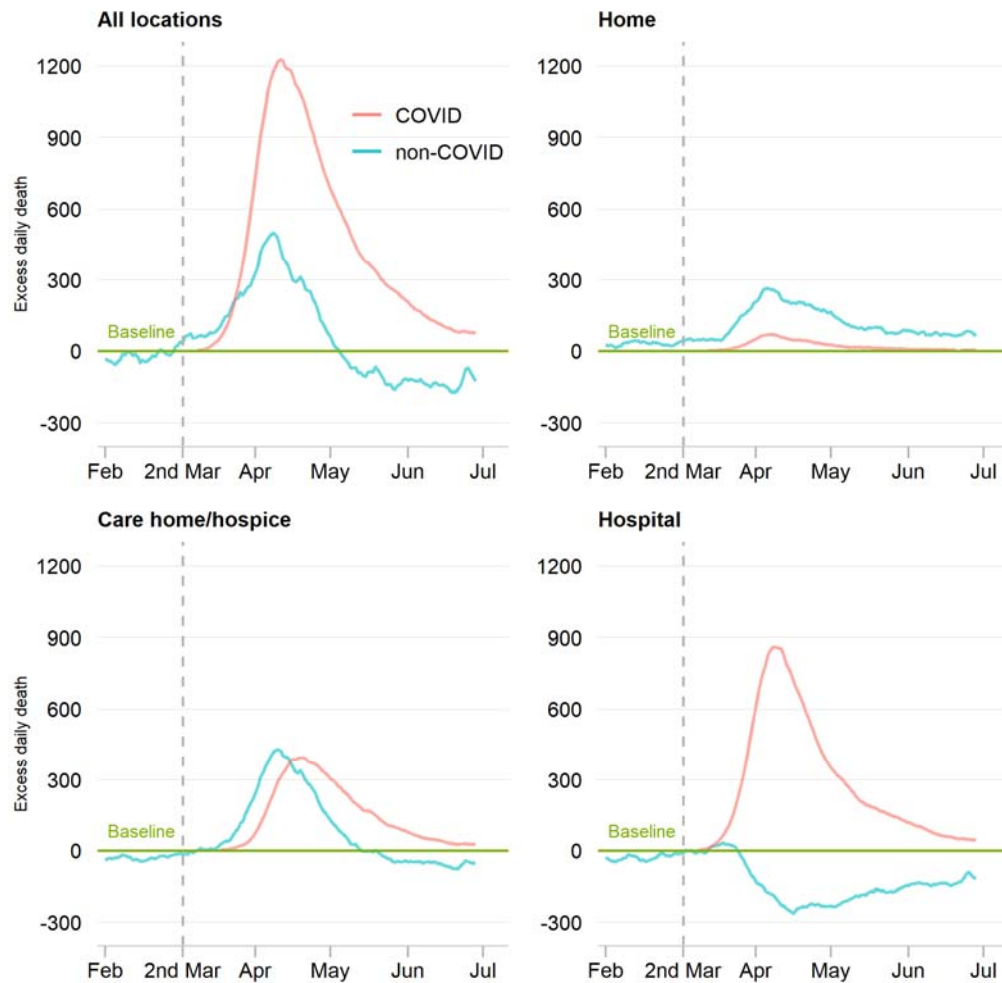 All locations
Excess daily death
1200
900
600
300
0
-300
COVID
non-COVID
Baseline
Feb 2nd Mar Apr May Jun Jul
Home
1200
900
600
300
0
-300
Baseline
Feb 2nd Mar Apr May Jun Jul
Care home/hospice
Excess daily death
1200
900
600
300
0
-300
Baseline
Feb 2nd Mar Apr May Jun Jul
Hospital
1200
900
600
300
0
-300
Baseline
Feb 2nd Mar Apr May Jun Jul